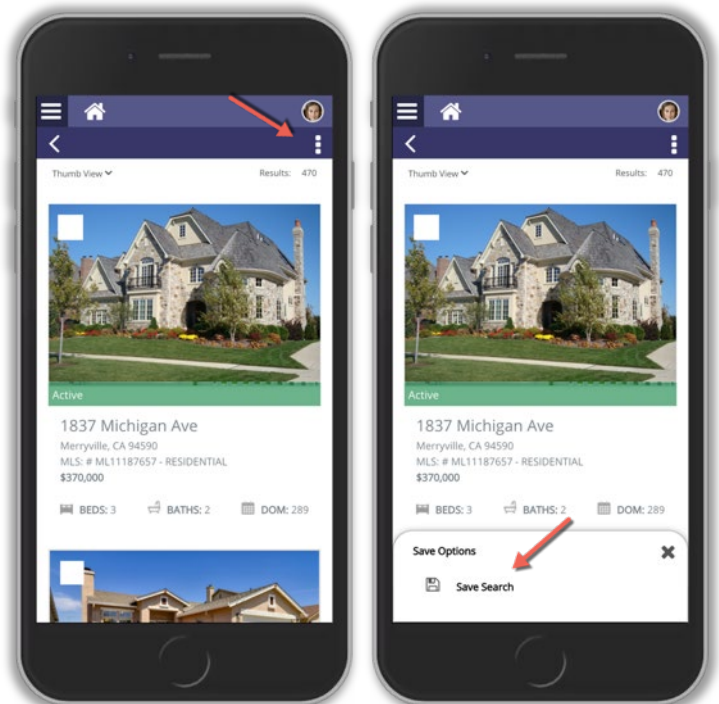 Thumb View
Results: 470
Active
1837 Michigan Ave
Merryville, CA 94590
MLS: # ML11187657 - RESIDENTIAL
$370,000
BEDS: 3 BATHS: 2 DOM: 289
Thumb View
Results: 470
Active
1837 Michigan Ave
Merryville, CA 94590
MLS: # ML11187657 - RESIDENTIAL
$370,000
BEDS: 3 BATHS: 2 DOM: 289
Save Options
Save Search